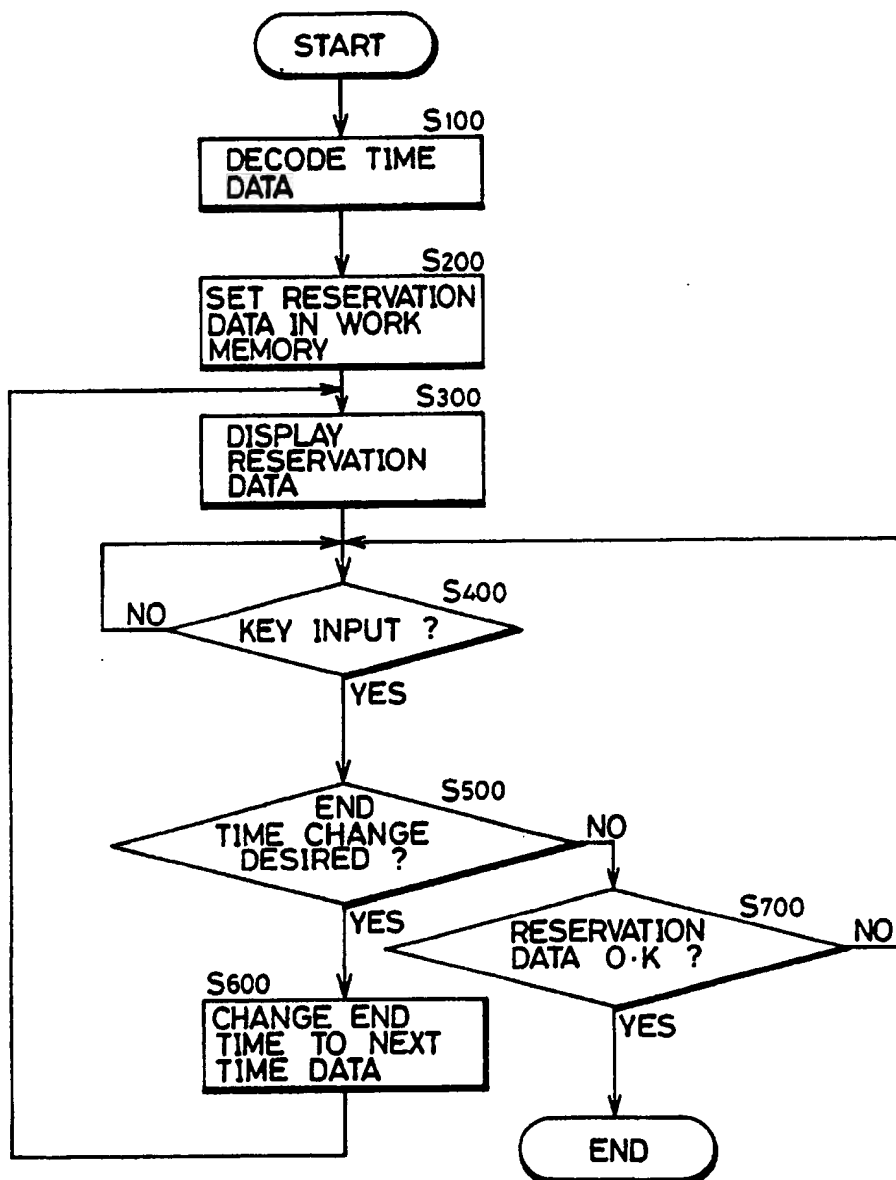 START
S100
DECODE TIME
DATA
S200
SET RESERVATION
DATA IN WORK
MEMORY
S300
DISPLAY
RESERVATION
DATA
S400
NO
KEY INPUT ?
YES
S500
END
TIME CHANGE
DESIRED ?
NO
YES
S700
RESERVATION
DATA O·K ?
NO
YES
S600
CHANGE END
TIME TO NEXT
TIME DATA
END